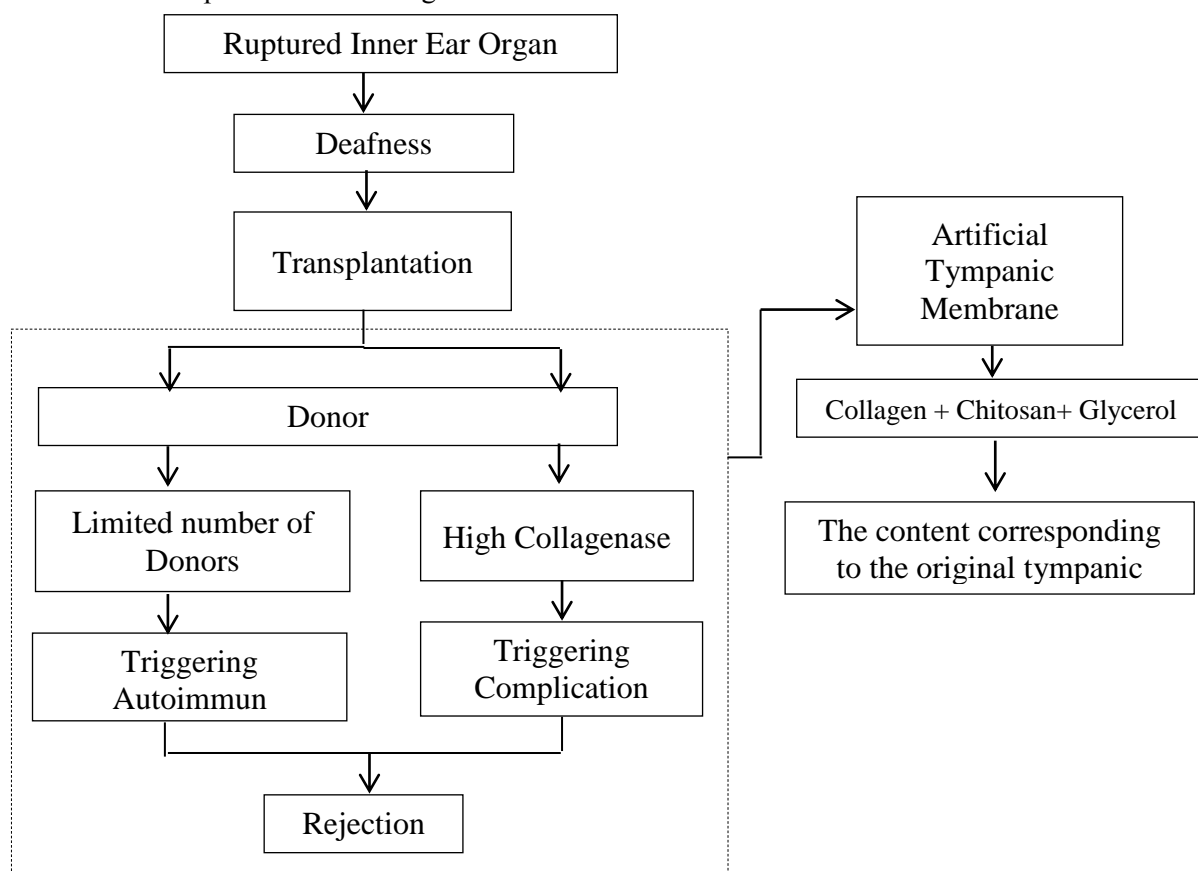 Ruptured Inner Ear Organ
Deafness
Transplantation
Donor
Limited number of
Donors
High Collagenase
Triggering
Autoimmun
Triggering
Complication
Rejection
Artificial
Tympanic
Membrane
Collagen + Chitosan+ Glycerol
The content corresponding
to the original tympanic